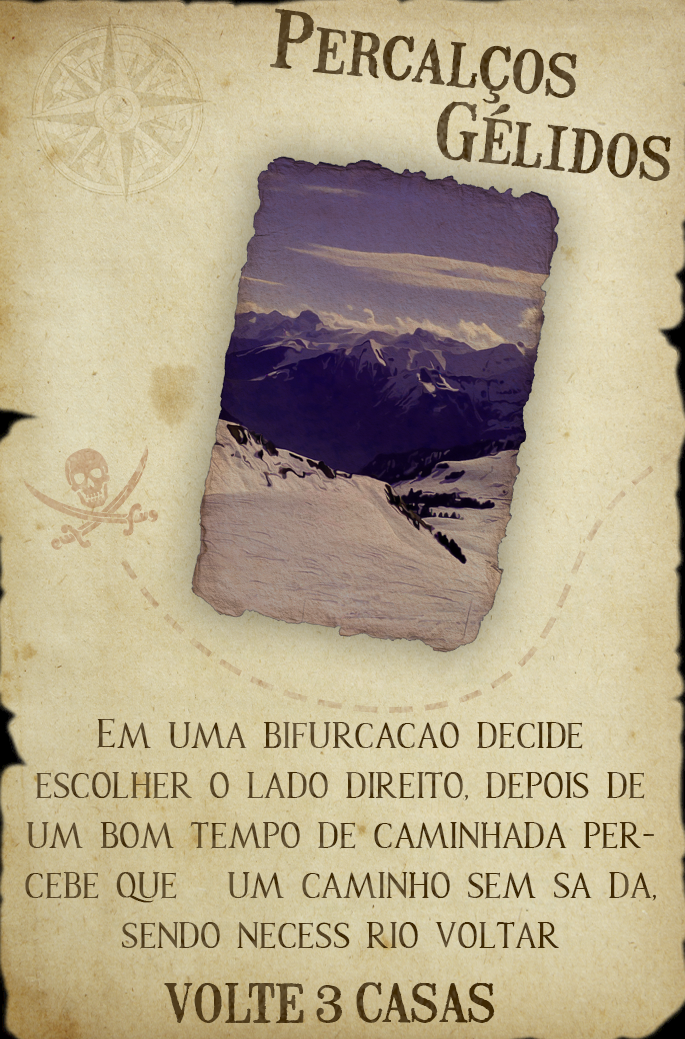 Percalços
Gélidos
Em uma bifurcacao decide
escolher o lado direito, depois de
um bom tempo de caminhada per-
cebe que um caminho sem sa da,
sendo necess rio voltar
VOLTE 3 CASAS